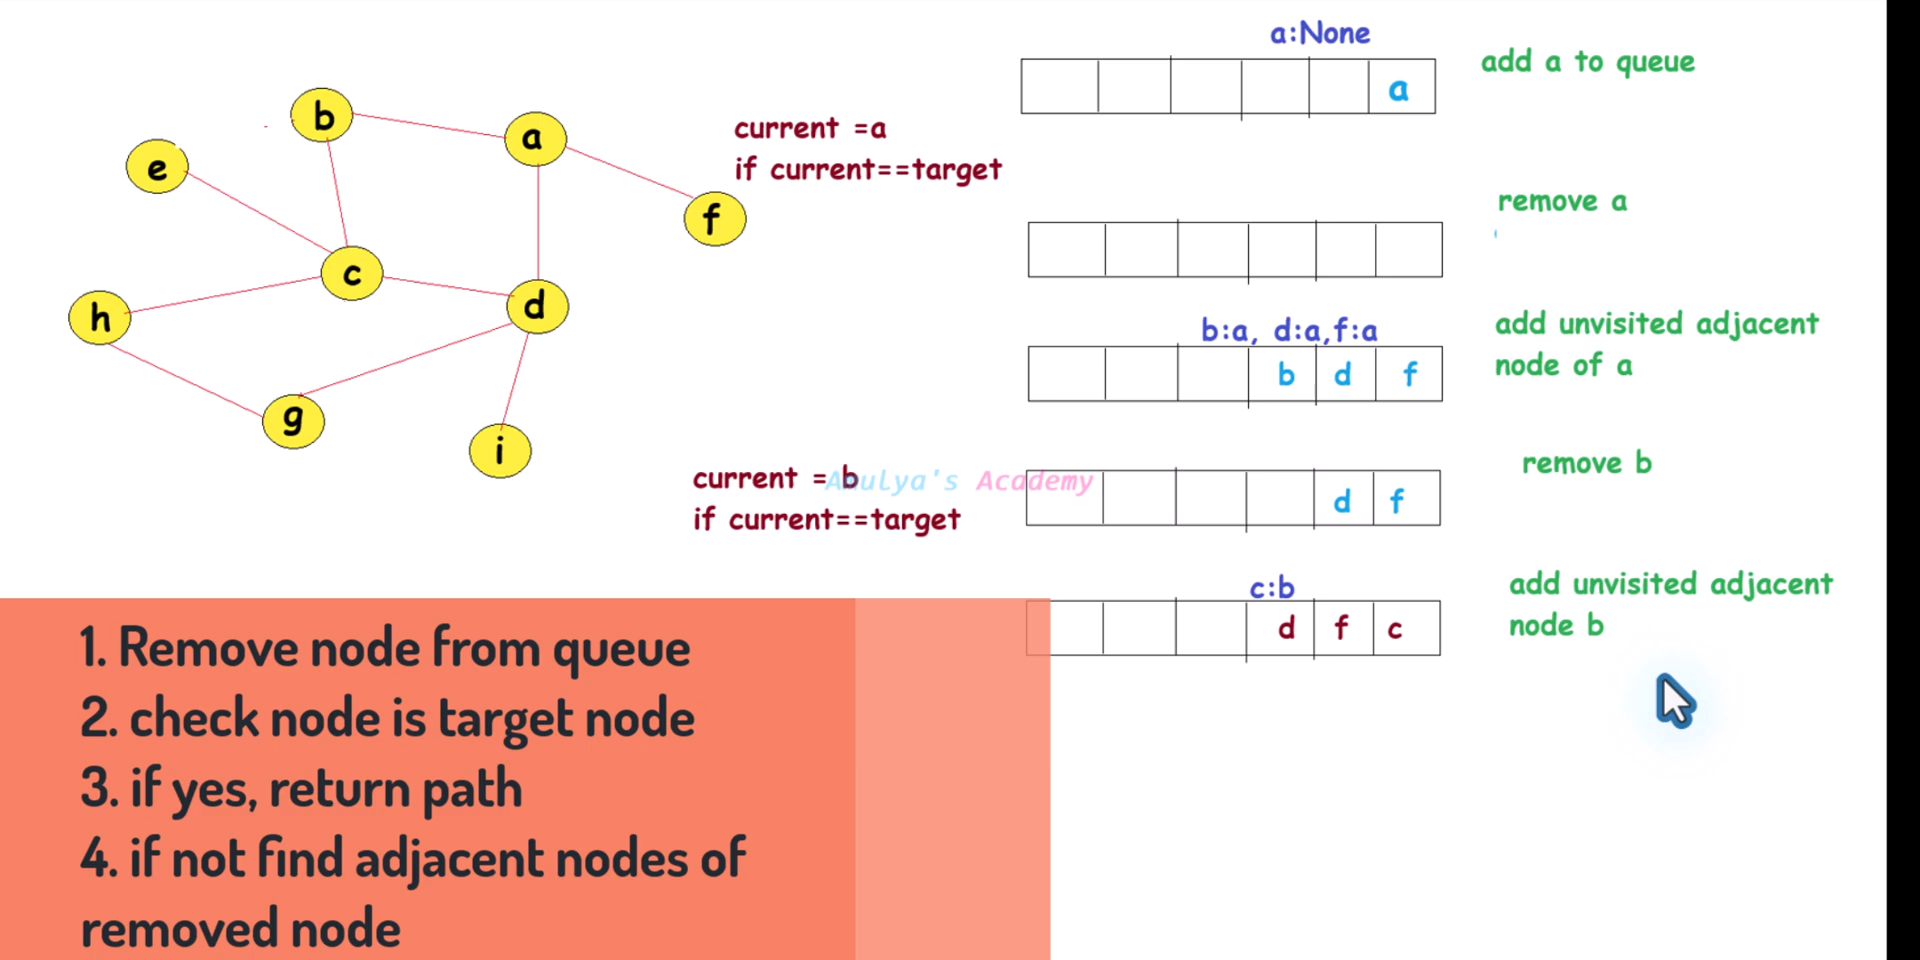 a:None
add a to queue
a
b
a
e
current =a
if current==target
f
remove a
c
d
h
b:a, d:a,f:a
add unvisited adjacent
node of a
b d f
g
i
remove b
current = b
Amulya's Academy
if current==target
d f
c:b
add unvisited adjacent
node b
d f c
1. Remove node from queue
2. check node is target node
3. if yes, return path
4. if not find adjacent nodes of
removed node